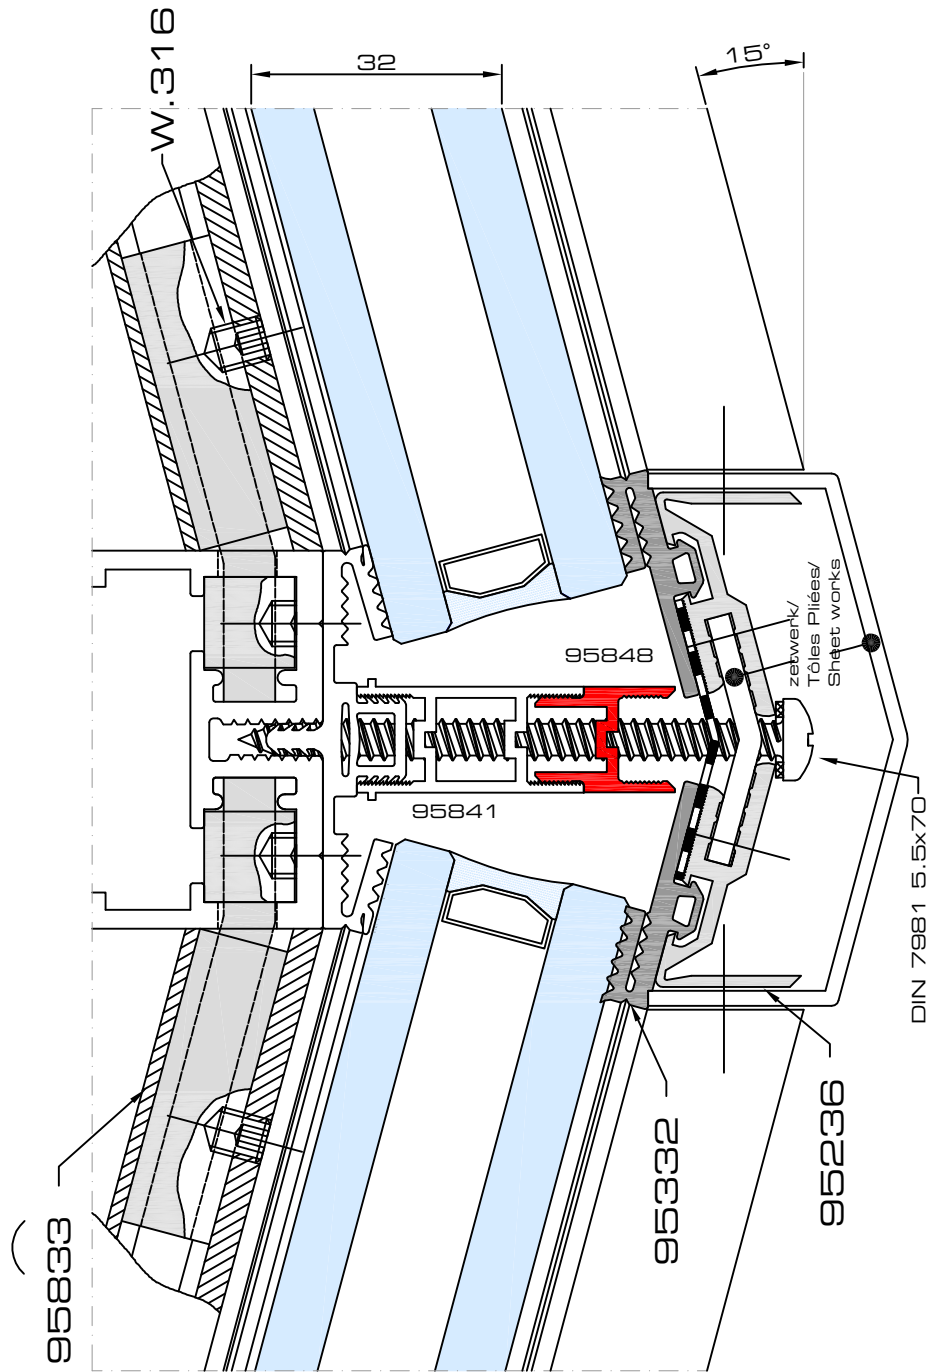 W.316
32
15°
95848
zetwerk/
Tôles Pliées/
Sheet works
95841
DIN 7981 5.5x70
95332
95236
95833